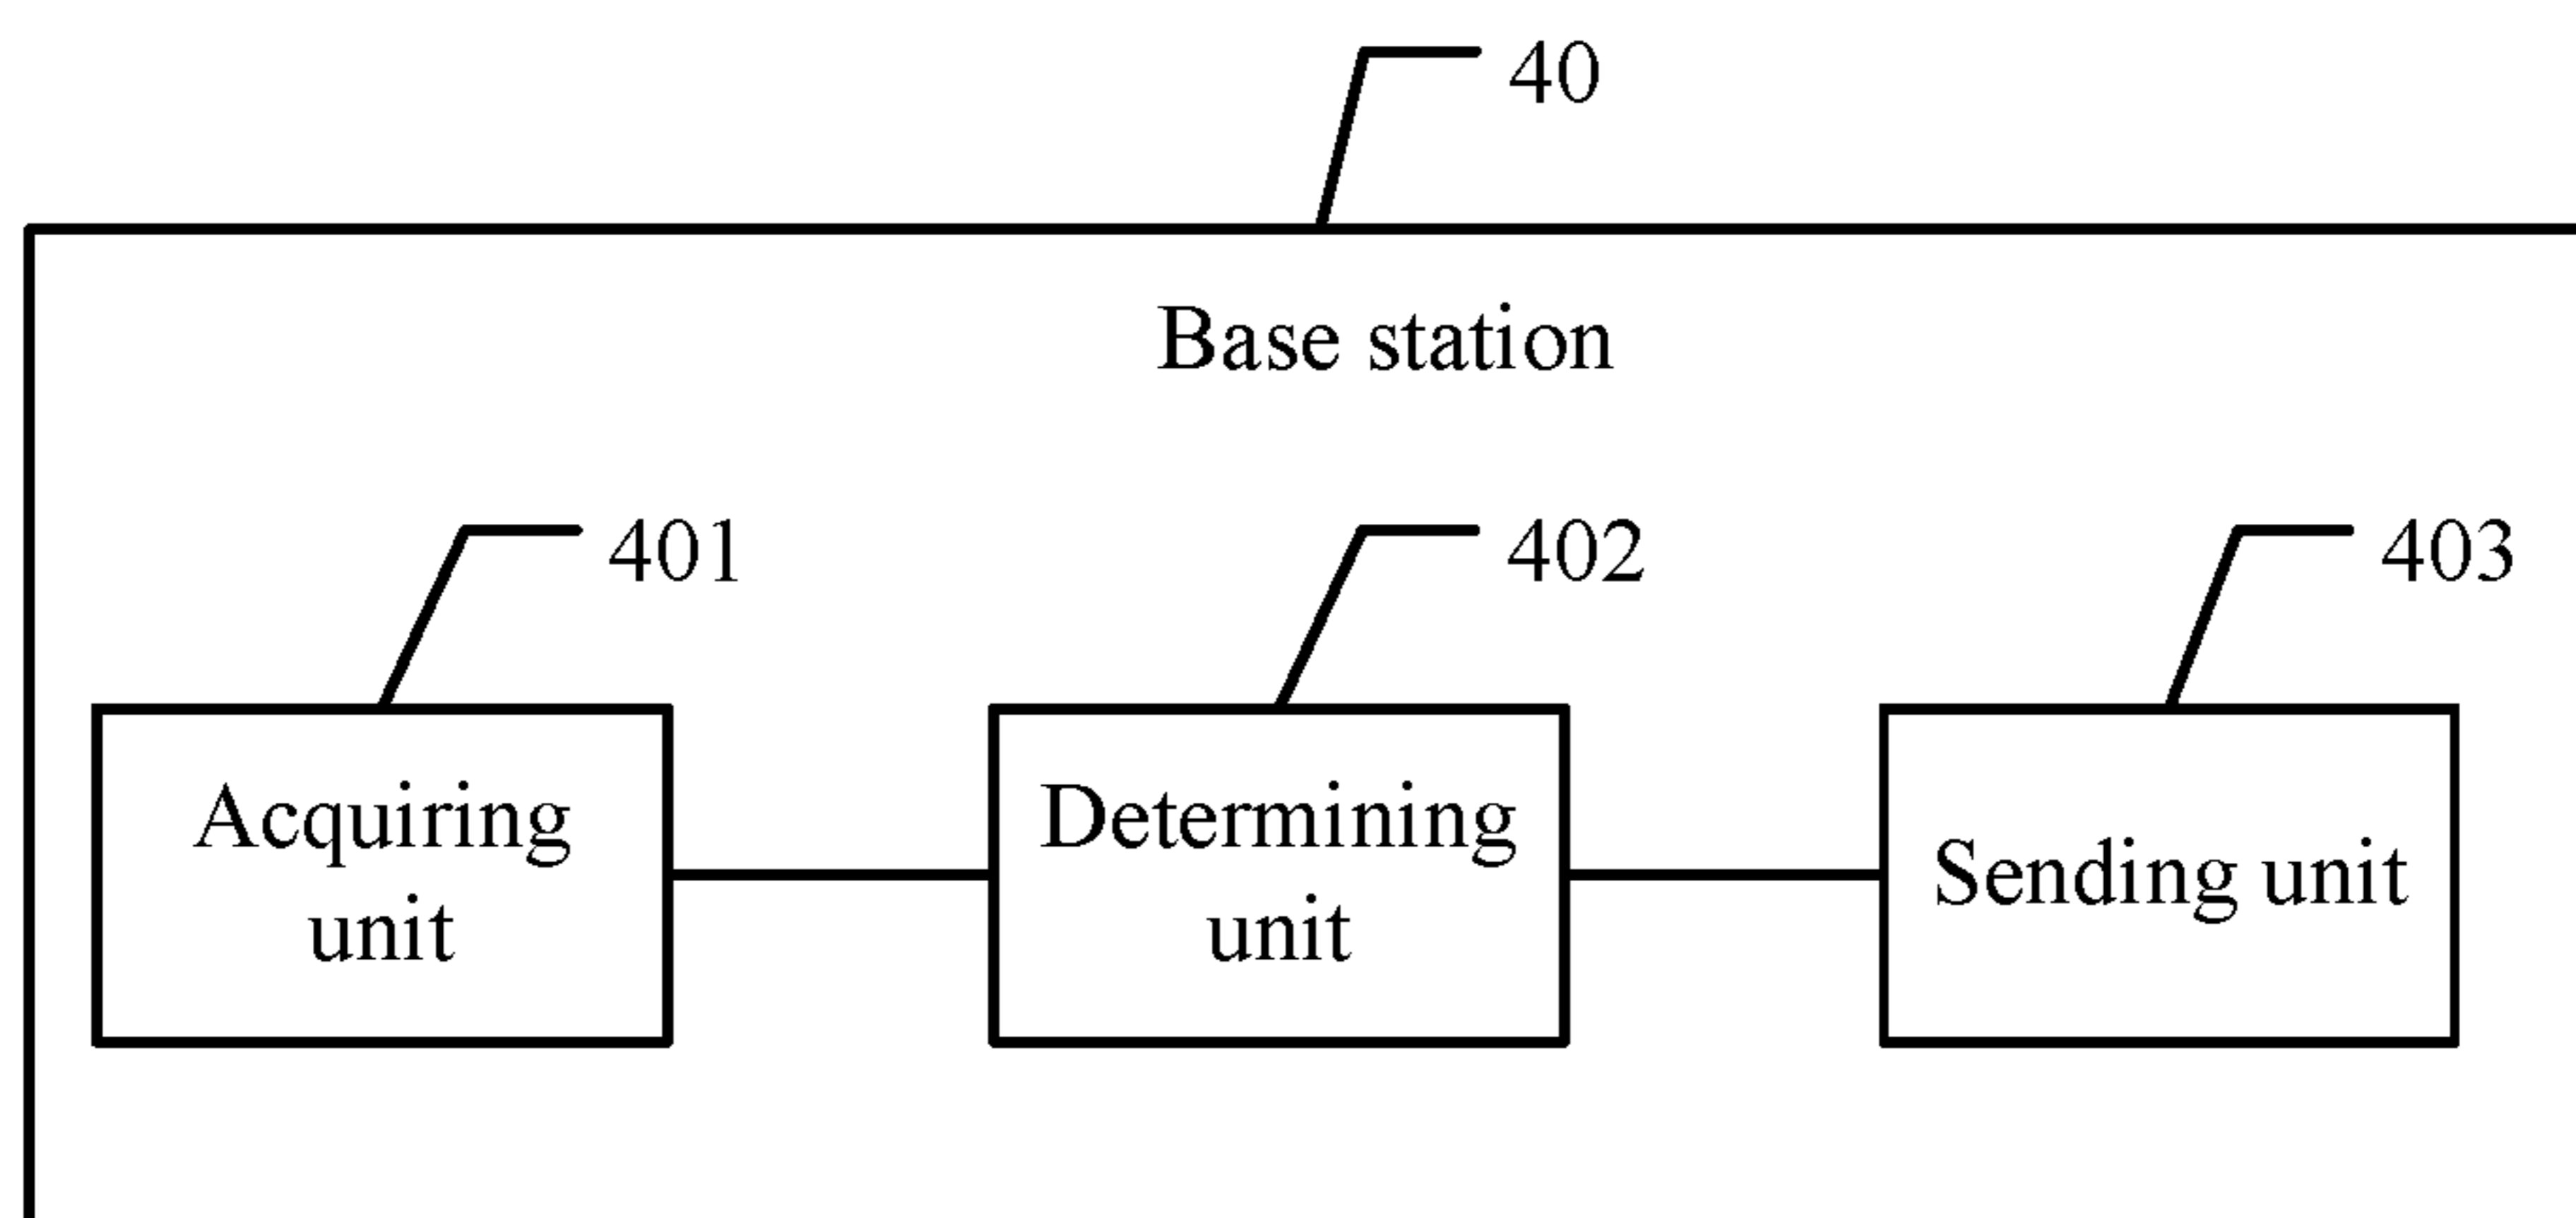 40
Base station
401
402
403
Acquiring
unit
Determining
unit
Sending unit